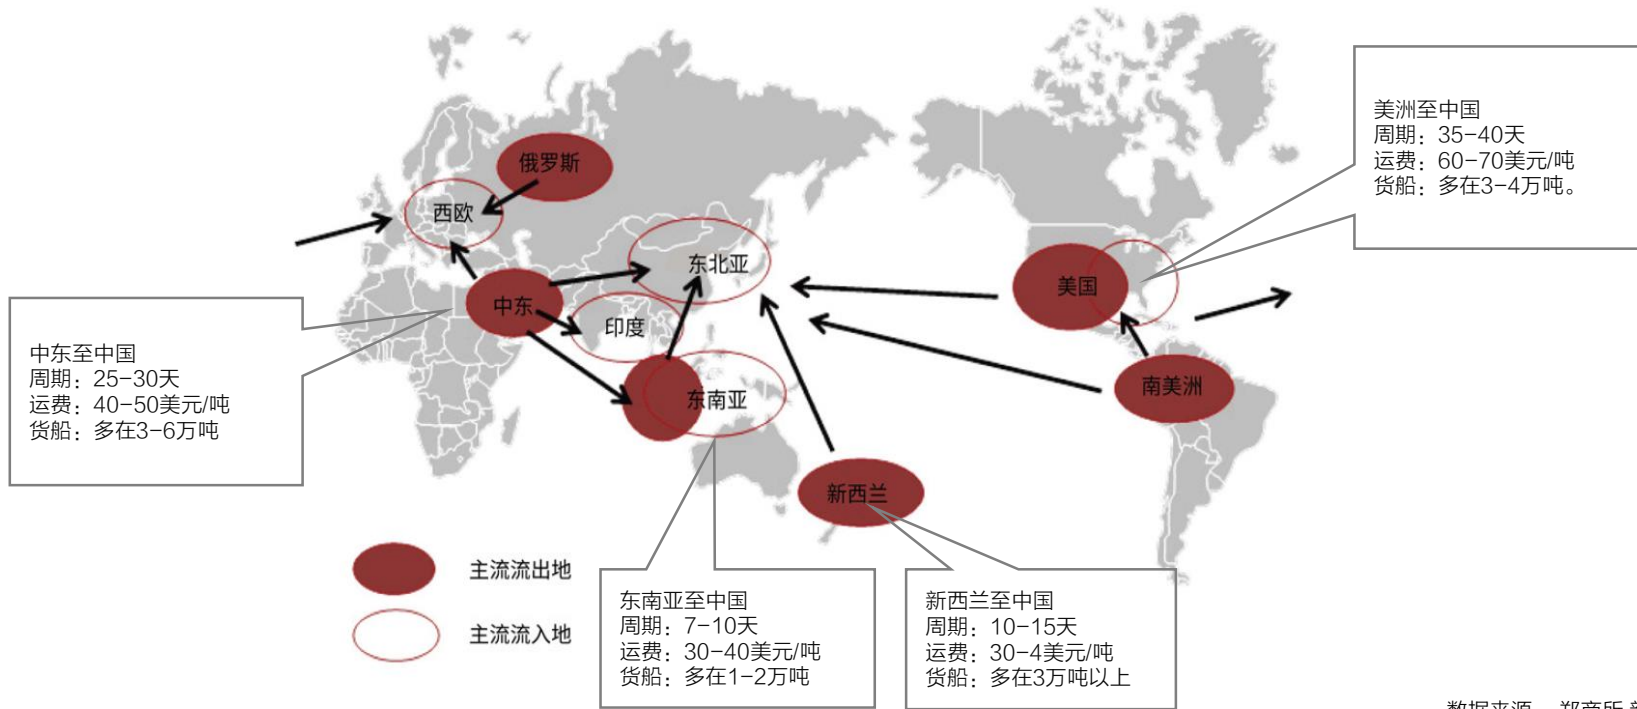 美洲至中国
周期：35-40天
运费：60-70美元/吨
货船：多在3-4万吨。
俄罗斯
西欧
东北亚
美国
中东
印度
中东至中国
周期：25-30天
运费：40-50美元/吨
货船：多在3-6万吨
东南亚
南美洲
新西兰
主流流出地
主流流入地
东南亚至中国
周期：7-10天
运费：30-40美元/吨
货船：多在1-2万吨
新西兰至中国
周期：10-15天
运费：30-4美元/吨
货船：多在3万吨以上
数据来源 郑商所